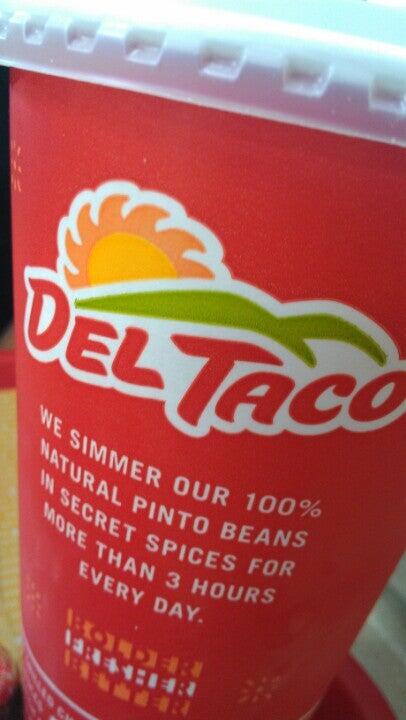 DEL TACO
WE SIMMER OUR 100%
NATURAL PINTO BEANS
IN SECRET SPICES FOR
MORE THAN 3 HOURS
EVERY DAY.
BOLDER
FRESHER
BETTER